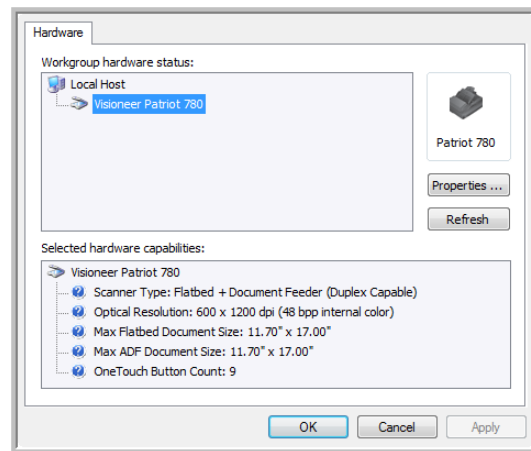 Hardware
Workgroup hardware status:
Local Host
Visioneer Patriot 780
Patriot 780
Properties ...
Refresh
Selected hardware capabilities:
Visioneer Patriot 780
Scanner Type: Flatbed + Document Feeder (Duplex Capable)
Optical Resolution: 600 x 1200 dpi (48 bpp internal color)
Max Flatbed Document Size: 11.70" x 17.00"
Max ADF Document Size: 11.70" x 17.00"
OneTouch Button Count: 9
OK Cancel Apply